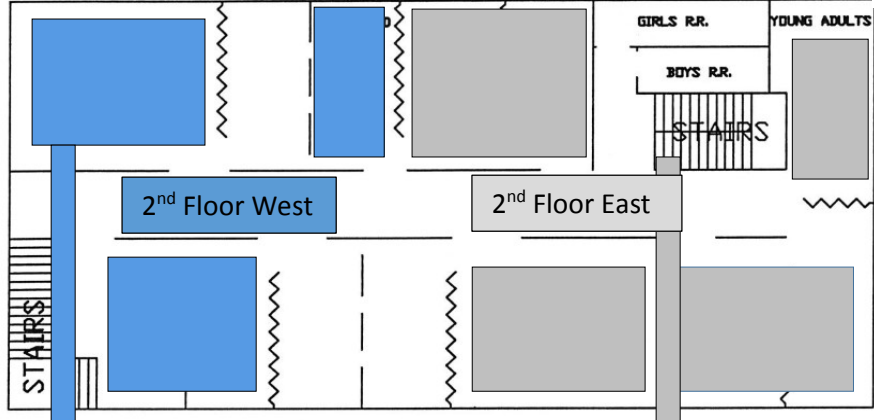 GIRLS R.R.
YOUNG ADULTS
BOYS R.R.
STAIRS
2nd Floor West
2nd Floor East
STAIRS